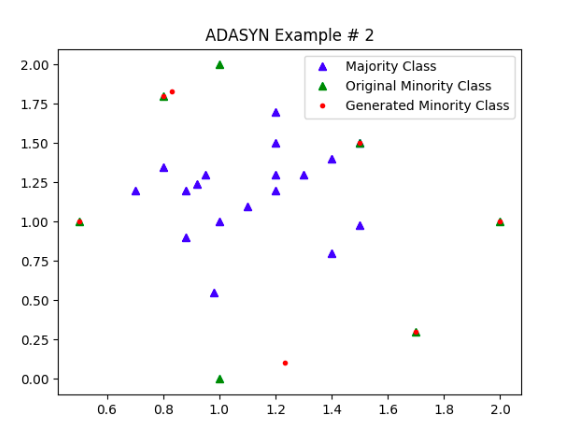 ADASYN Example # 2
Majority Class
Original Minority Class
Generated Minority Class
2.00
1.75
1.50
1.25
1.00
0.75
0.50
0.25
0.00
0.6 0.8 1.0 1.2 1.4 1.6 1.8 2.0